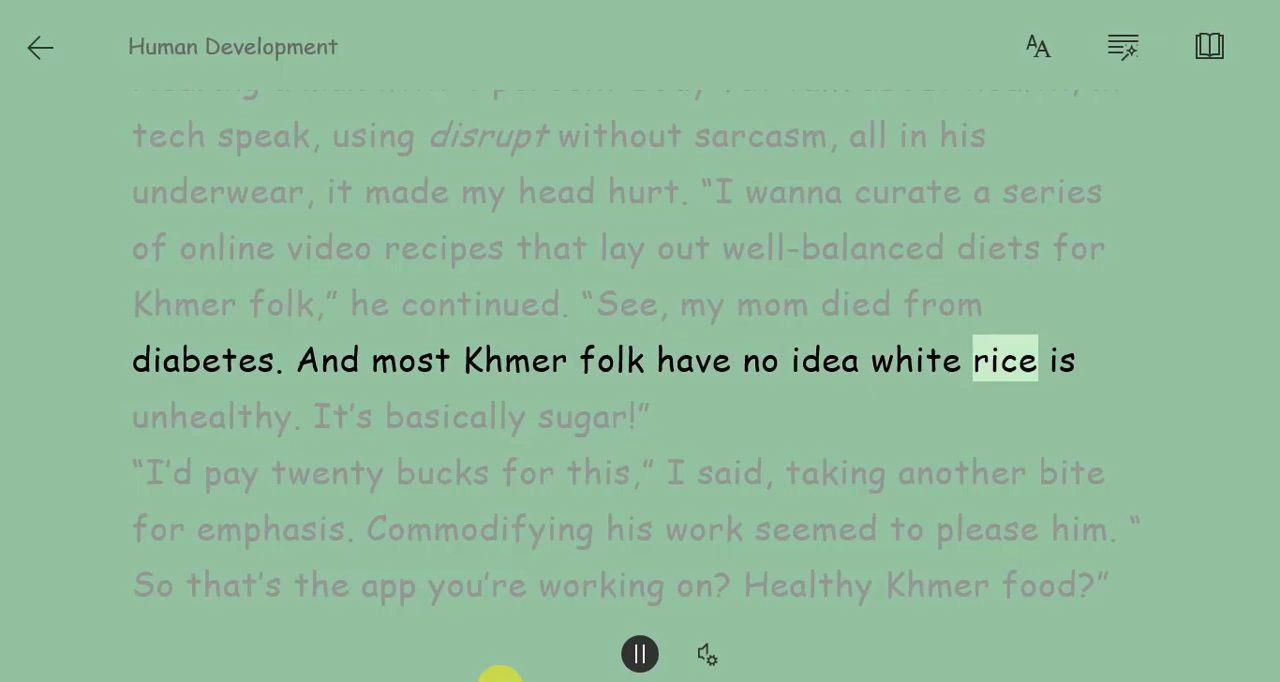 Human Development
tech speak, using disrupt without sarcasm, all in his
underwear, it made my head hurt. “I wanna curate a series
of online video recipes that lay out well-balanced diets for
Khmer folk,” he continued. “See, my mom died from
diabetes. And most Khmer folk have no idea white rice is
unhealthy. It’s basically sugar!”
“I’d pay twenty bucks for this,” I said, taking another bite
for emphasis. Commodifying his work seemed to please him. “
So that’s the app you’re working on? Healthy Khmer food?”